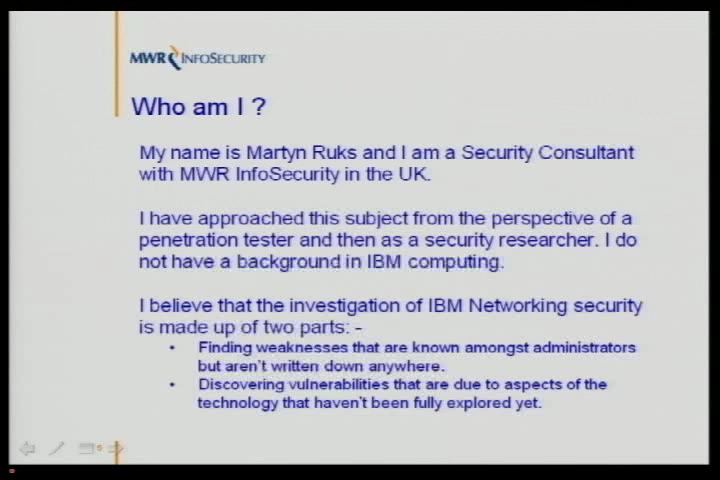 MWR INFOSECURITY
Who am I ?
My name is Martyn Ruks and I am a Security Consultant
with MWR InfoSecurity in the UK.
I have approached this subject from the perspective of a
penetration tester and then as a security researcher. I do
not have a background in IBM computing.
I believe that the investigation of IBM Networking security
is made up of two parts: -
• Finding weaknesses that are known amongst administrators
but aren't written down anywhere.
• Discovering vulnerabilities that are due to aspects of the
technology that haven't been fully explored yet.
5